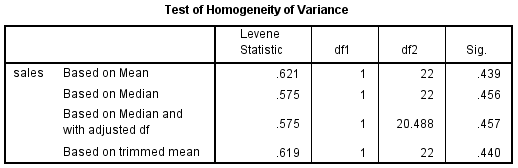 Test of Homogeneity of Variance
Levene Statistic df1 df2 Sig.
sales Based on Mean .621 1 22 .439
Based on Median .575 1 22 .456
Based on Median and with adjusted df .575 1 20.488 .457
Based on trimmed mean .619 1 22 .440